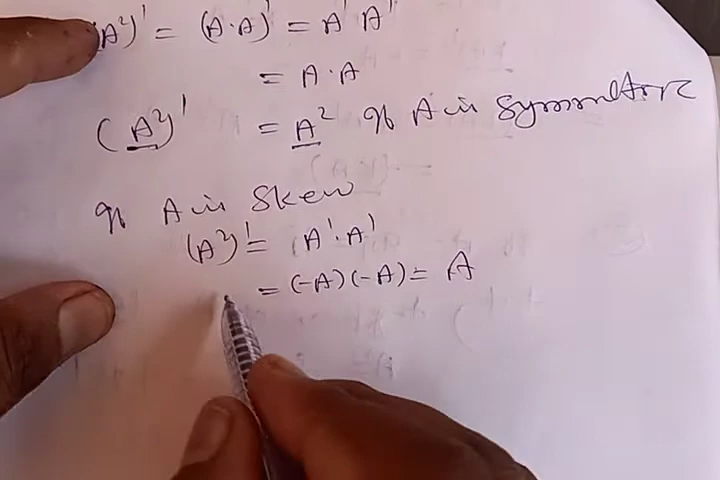 (A²)' = (A·A)' = A' A'
= A·A
(A²)' = A² If A is Symmetric
If A is Skew
(A²)' = A'·A'
= (-A)(-A) = A